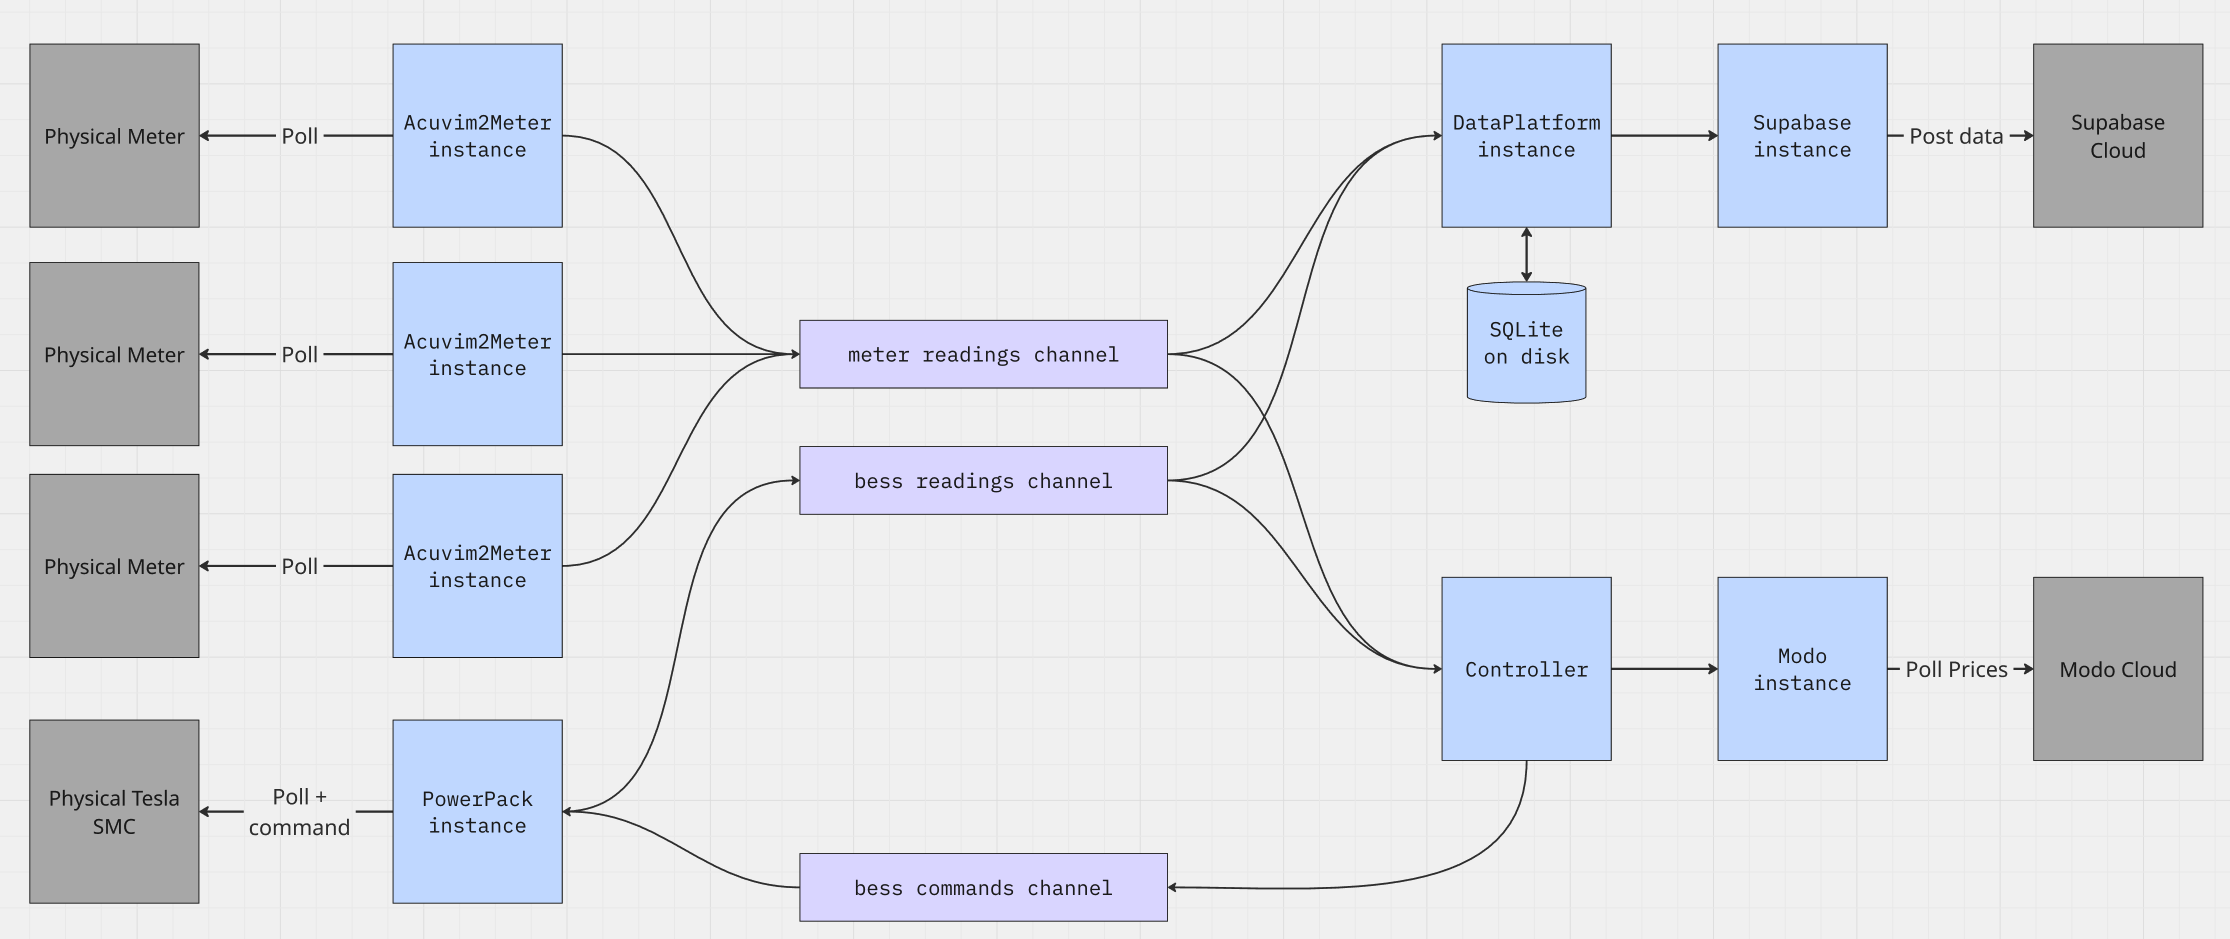 Physical Meter
Poll
Acuvim2Meter
instance
DataPlatform
instance
Supabase
instance
Post data
Supabase
Cloud
Physical Meter
Poll
Acuvim2Meter
instance
meter readings channel
SQLite
on disk
bess readings channel
Physical Meter
Poll
Acuvim2Meter
instance
Controller
Modo
instance
Poll Prices
Modo Cloud
Physical Tesla
SMC
Poll +
command
PowerPack
instance
bess commands channel